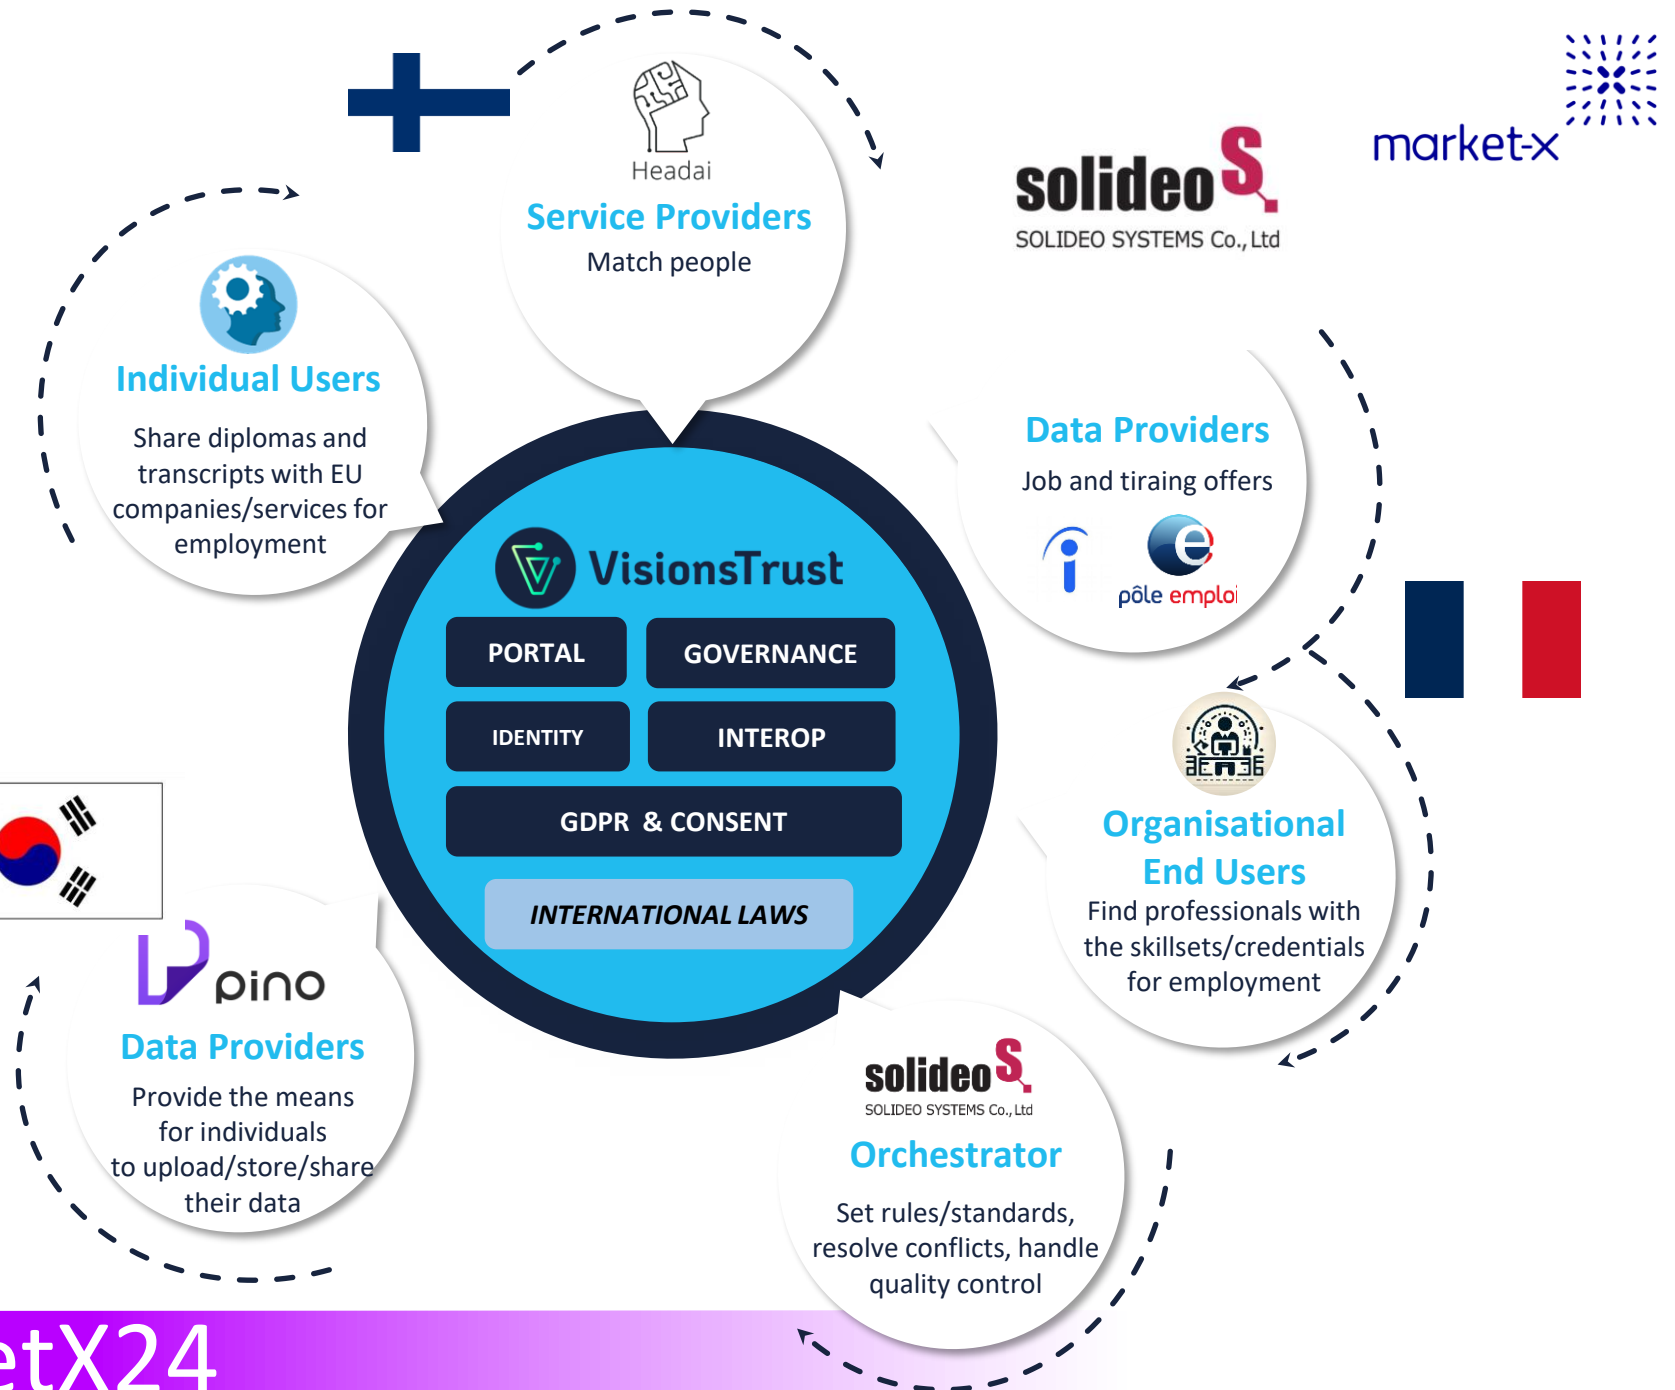 market-x
solideo S
SOLIDEO SYSTEMS Co., Ltd
Headai
Service Providers
Match people
Individual Users
Share diplomas and
transcripts with EU
companies/services for
employment
Data Providers
Job and tiraing offers
pôle emploi
VisionsTrust
PORTAL
GOVERNANCE
IDENTITY
INTEROP
GDPR & CONSENT
INTERNATIONAL LAWS
Organisational
End Users
Find professionals with
the skillsets/credentials
for employment
pino
Data Providers
Provide the means
for individuals
to upload/store/share
their data
solideo S
SOLIDEO SYSTEMS Co., Ltd
Orchestrator
Set rules/standards,
resolve conflicts, handle
quality control
etX24